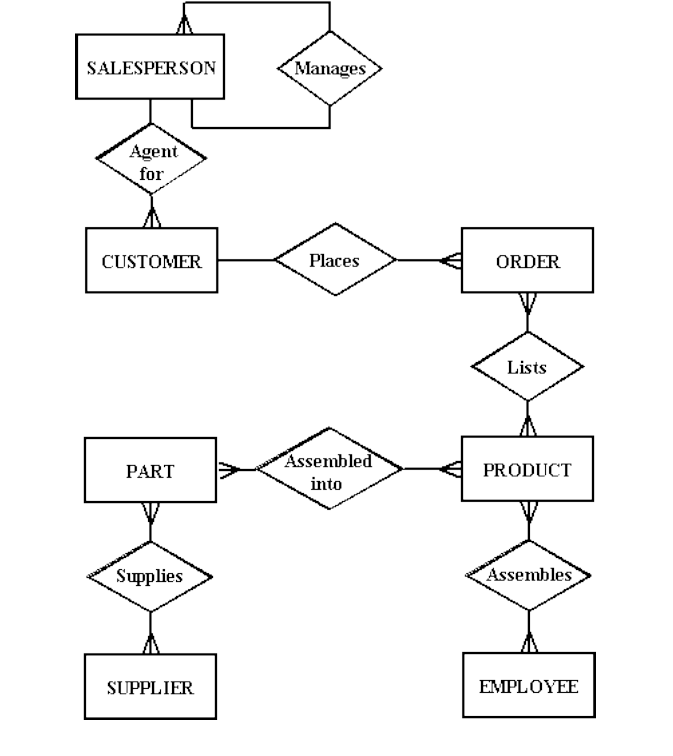 SALESPERSON
Manages
Agent
for
CUSTOMER
Places
ORDER
Lists
PART
Assembled
into
PRODUCT
Supplies
Assembles
SUPPLIER
EMPLOYEE